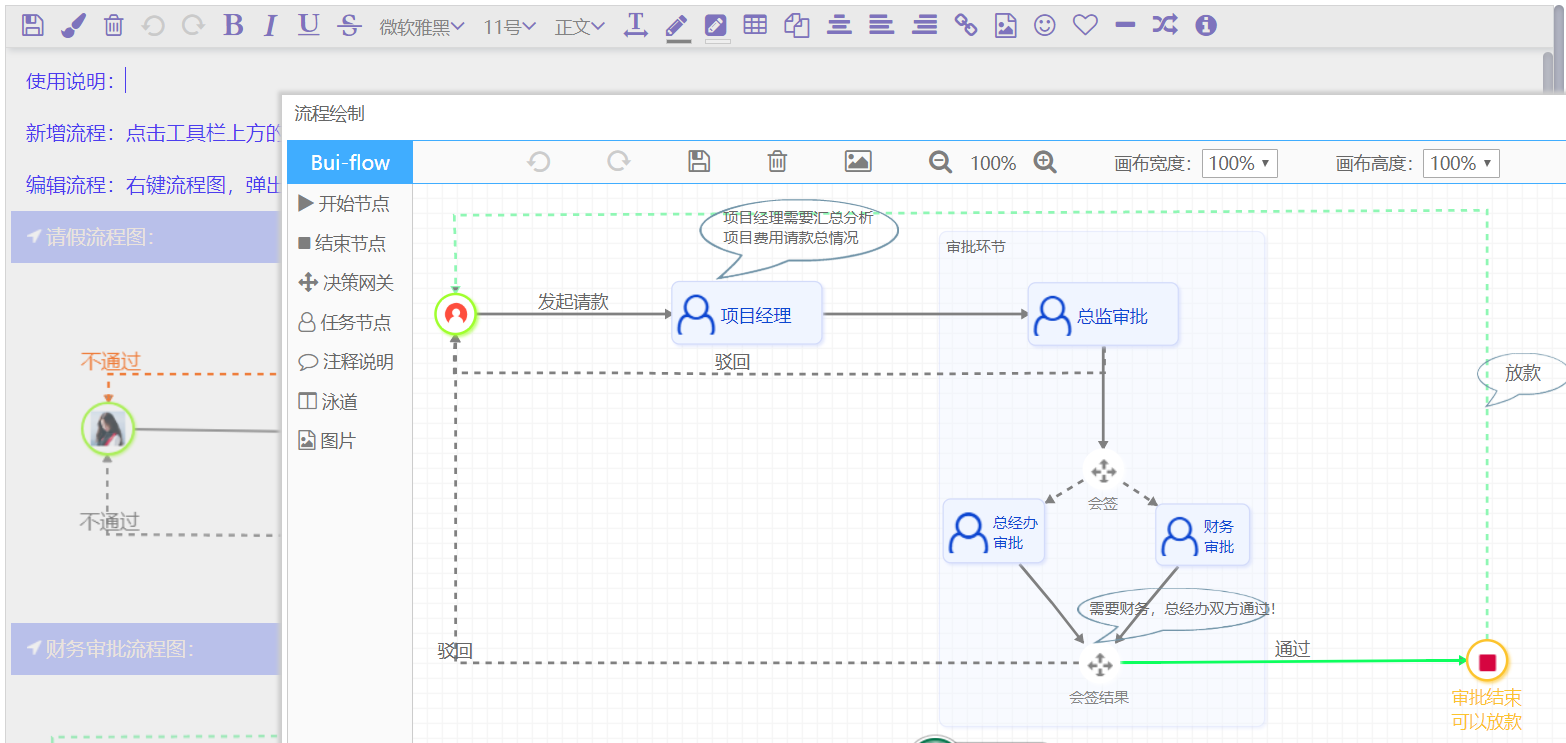 B I U S 微软雅黑 11号 正文 T
使用说明：
新增流程：点击工具栏上方的
编辑流程：右键流程图，弹出
请假流程图：
不通过
不通过
财务审批流程图：
流程绘制
Bui-flow
100%
画布宽度： 100%
画布高度： 100%
开始节点
结束节点
决策网关
任务节点
注释说明
泳道
图片
项目经理需要汇总分析
项目费用请款总情况
审批环节
发起请款
项目经理
总监审批
驳回
放款
会签
总经办
审批
财务
审批
需要财务，总经办双方通过！
驳回
通过
会签结果
审批结束
可以放款